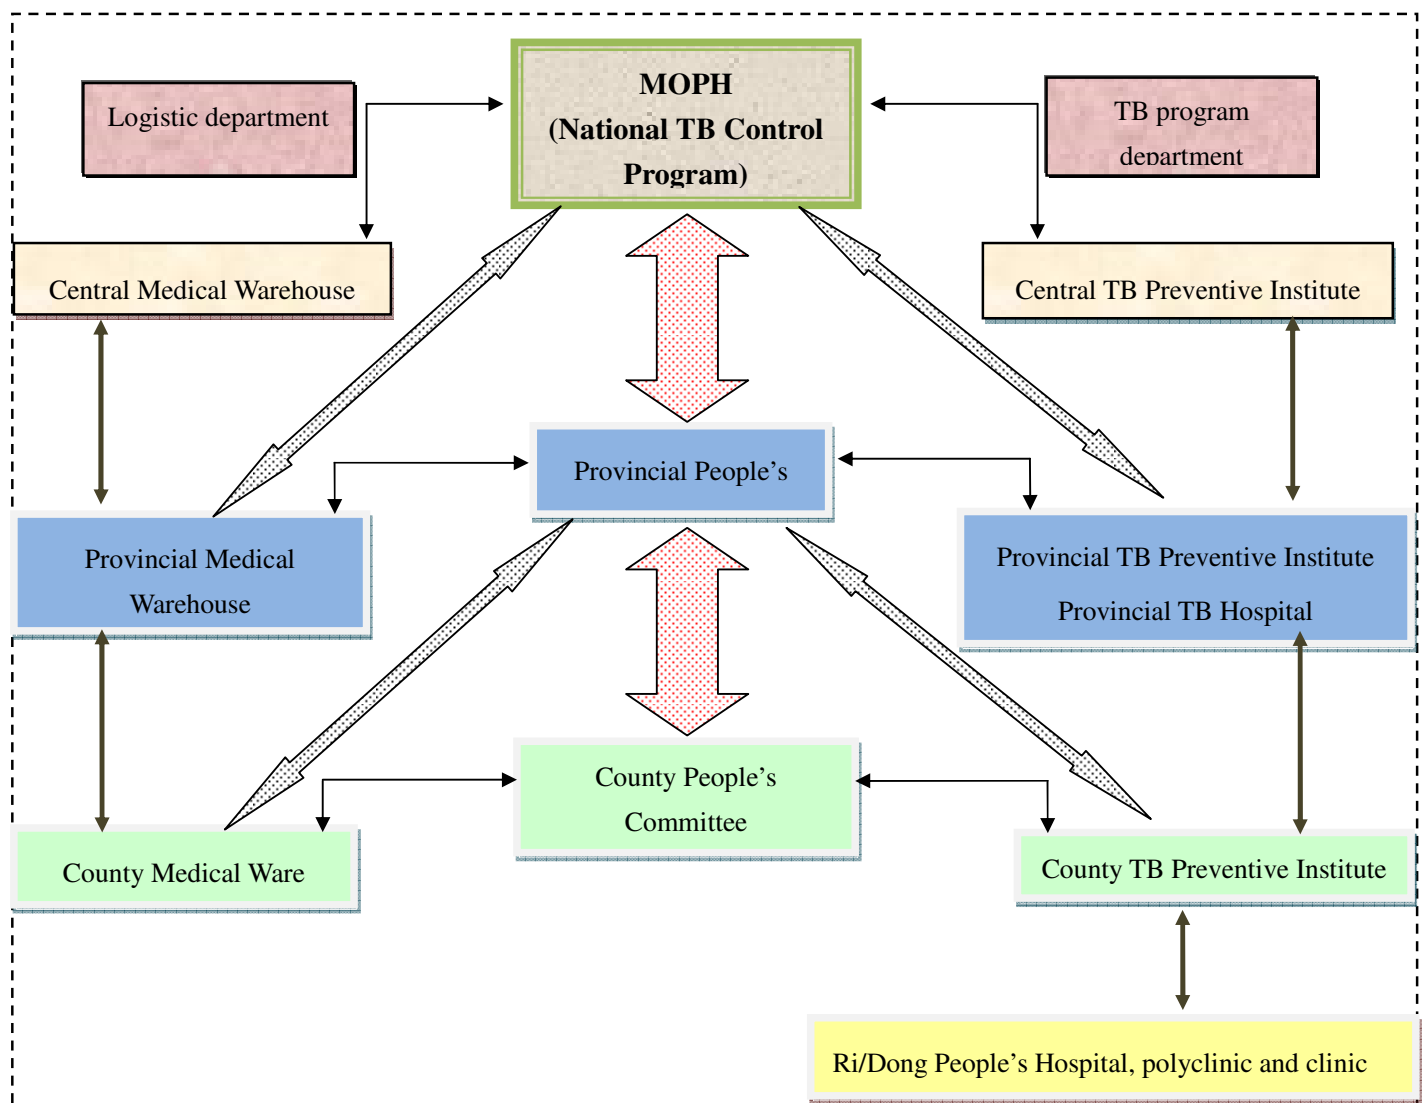 MOPH
(National TB Control
Program)
Logistic department
TB program
department
Central Medical Warehouse
Central TB Preventive Institute
Provincial People’s
Provincial Medical
Warehouse
Provincial TB Preventive Institute
Provincial TB Hospital
County People’s
Committee
County Medical Ware
County TB Preventive Institute
Ri/Dong People’s Hospital, polyclinic and clinic